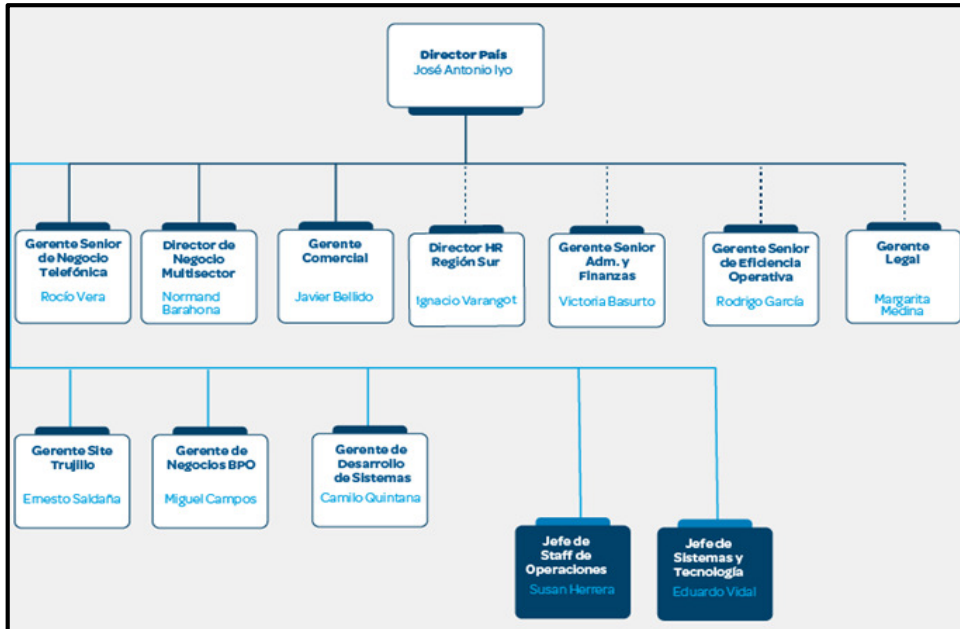 Director País
José Antonio Iyo
Gerente Senior
de Negocio
Telefónica
Rocío Vera
Director de
Negocio
Multisector
Normand
Barahona
Gerente
Comercial
Javier Bellido
Director HR
Región Sur
Ignacio Varangot
Gerente Senior
Adm. y
Finanzas
Victoria Basurto
Gerente Senior
de Eficiencia
Operativa
Rodrigo García
Gerente
Legal
Margarita
Medina
Gerente Site
Trujillo
Ernesto Saldaña
Gerente de
Negocios BPO
Miguel Campos
Gerente de
Desarrollo
de Sistemas
Camilo Quintana
Jefe de
Staff de
Operaciones
Susan Herrera
Jefe de
Sistemas y
Tecnología
Eduardo Vidal